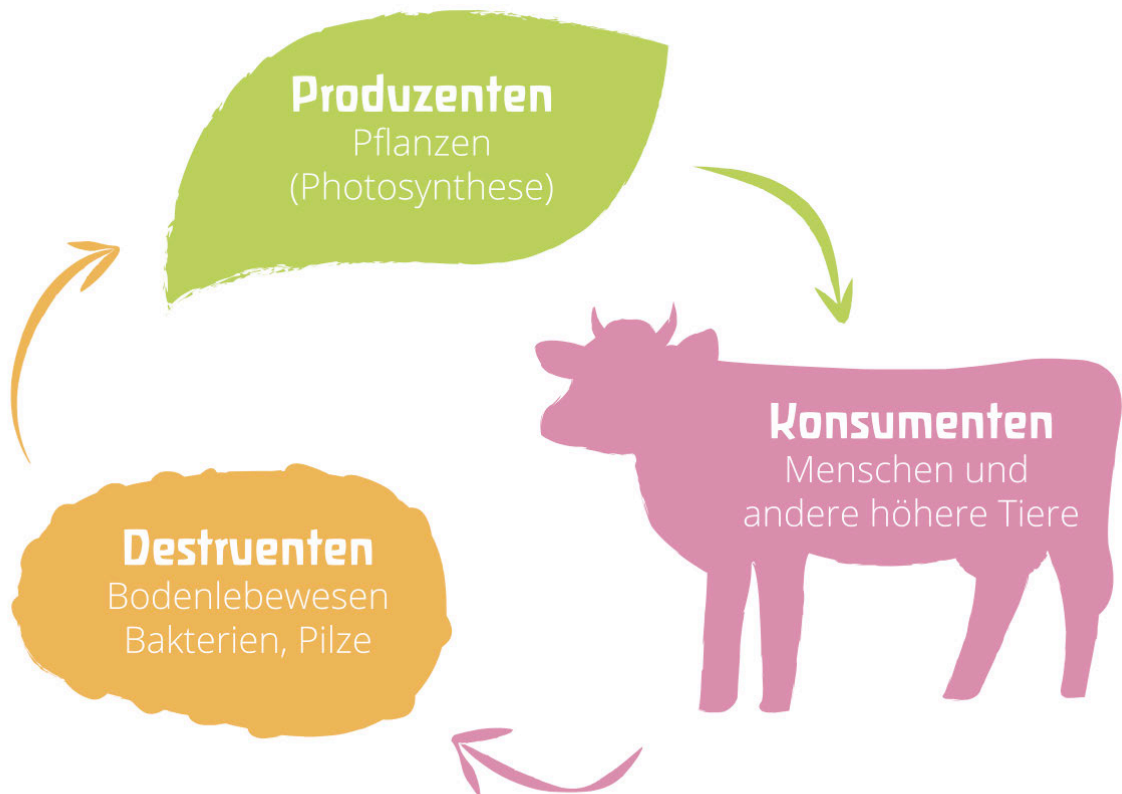 Produzenten
Pflanzen
(Photosynthese)
Konsumenten
Menschen und
andere höhere Tiere
Destruenten
Bodenlebewesen
Bakterien, Pilze